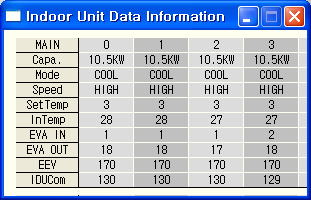 Indoor Unit Data Information
MAIN 0 1 2 3
Capa. 10.5KW 10.5KW 10.5KW 10.5KW
Mode COOL COOL COOL COOL
Speed HIGH HIGH HIGH HIGH
SetTemp 3 3 3 3
InTemp 28 28 27 27
EVA IN 1 1 1 2
EVA OUT 18 18 17 18
EEV 170 170 170 170
IDUCom 130 130 130 129